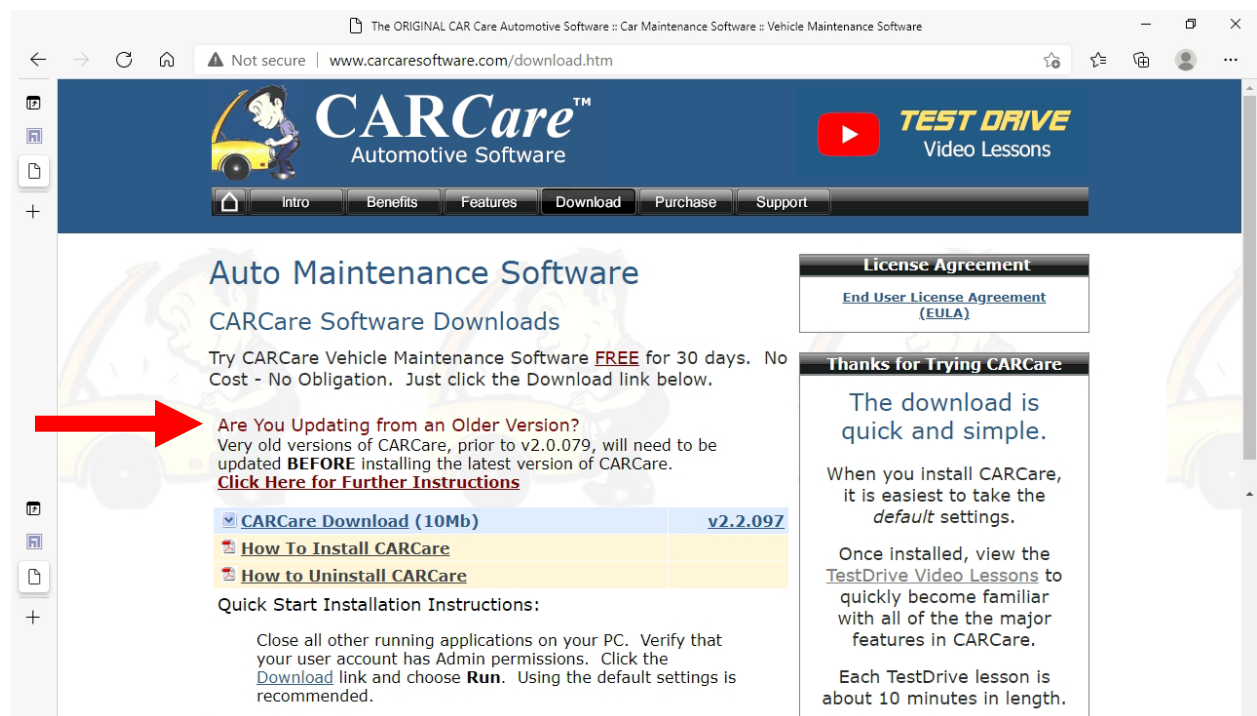 The ORIGINAL CAR Care Automotive Software :: Car Maintenance Software :: Vehicle Maintenance Software
Not secure | www.carcaresoftware.com/download.htm
CARCare™
Automotive Software
TEST DRIVE
Video Lessons
Intro Benefits Features Download Purchase Support
Auto Maintenance Software
CARCare Software Downloads
Try CARCare Vehicle Maintenance Software FREE for 30 days. No
Cost - No Obligation. Just click the Download link below.
Are You Updating from an Older Version?
Very old versions of CARCare, prior to v2.0.079, will need to be
updated BEFORE installing the latest version of CARCare.
Click Here for Further Instructions
CARCare Download (10Mb) v2.2.097
How To Install CARCare
How to Uninstall CARCare
Quick Start Installation Instructions:
Close all other running applications on your PC. Verify that
your user account has Admin permissions. Click the
Download link and choose Run. Using the default settings is
recommended.
License Agreement
End User License Agreement
(EULA)
Thanks for Trying CARCare
The download is
quick and simple.
When you install CARCare,
it is easiest to take the
default settings.
Once installed, view the
TestDrive Video Lessons to
quickly become familiar
with all of the the major
features in CARCare.
Each TestDrive lesson is
about 10 minutes in length.